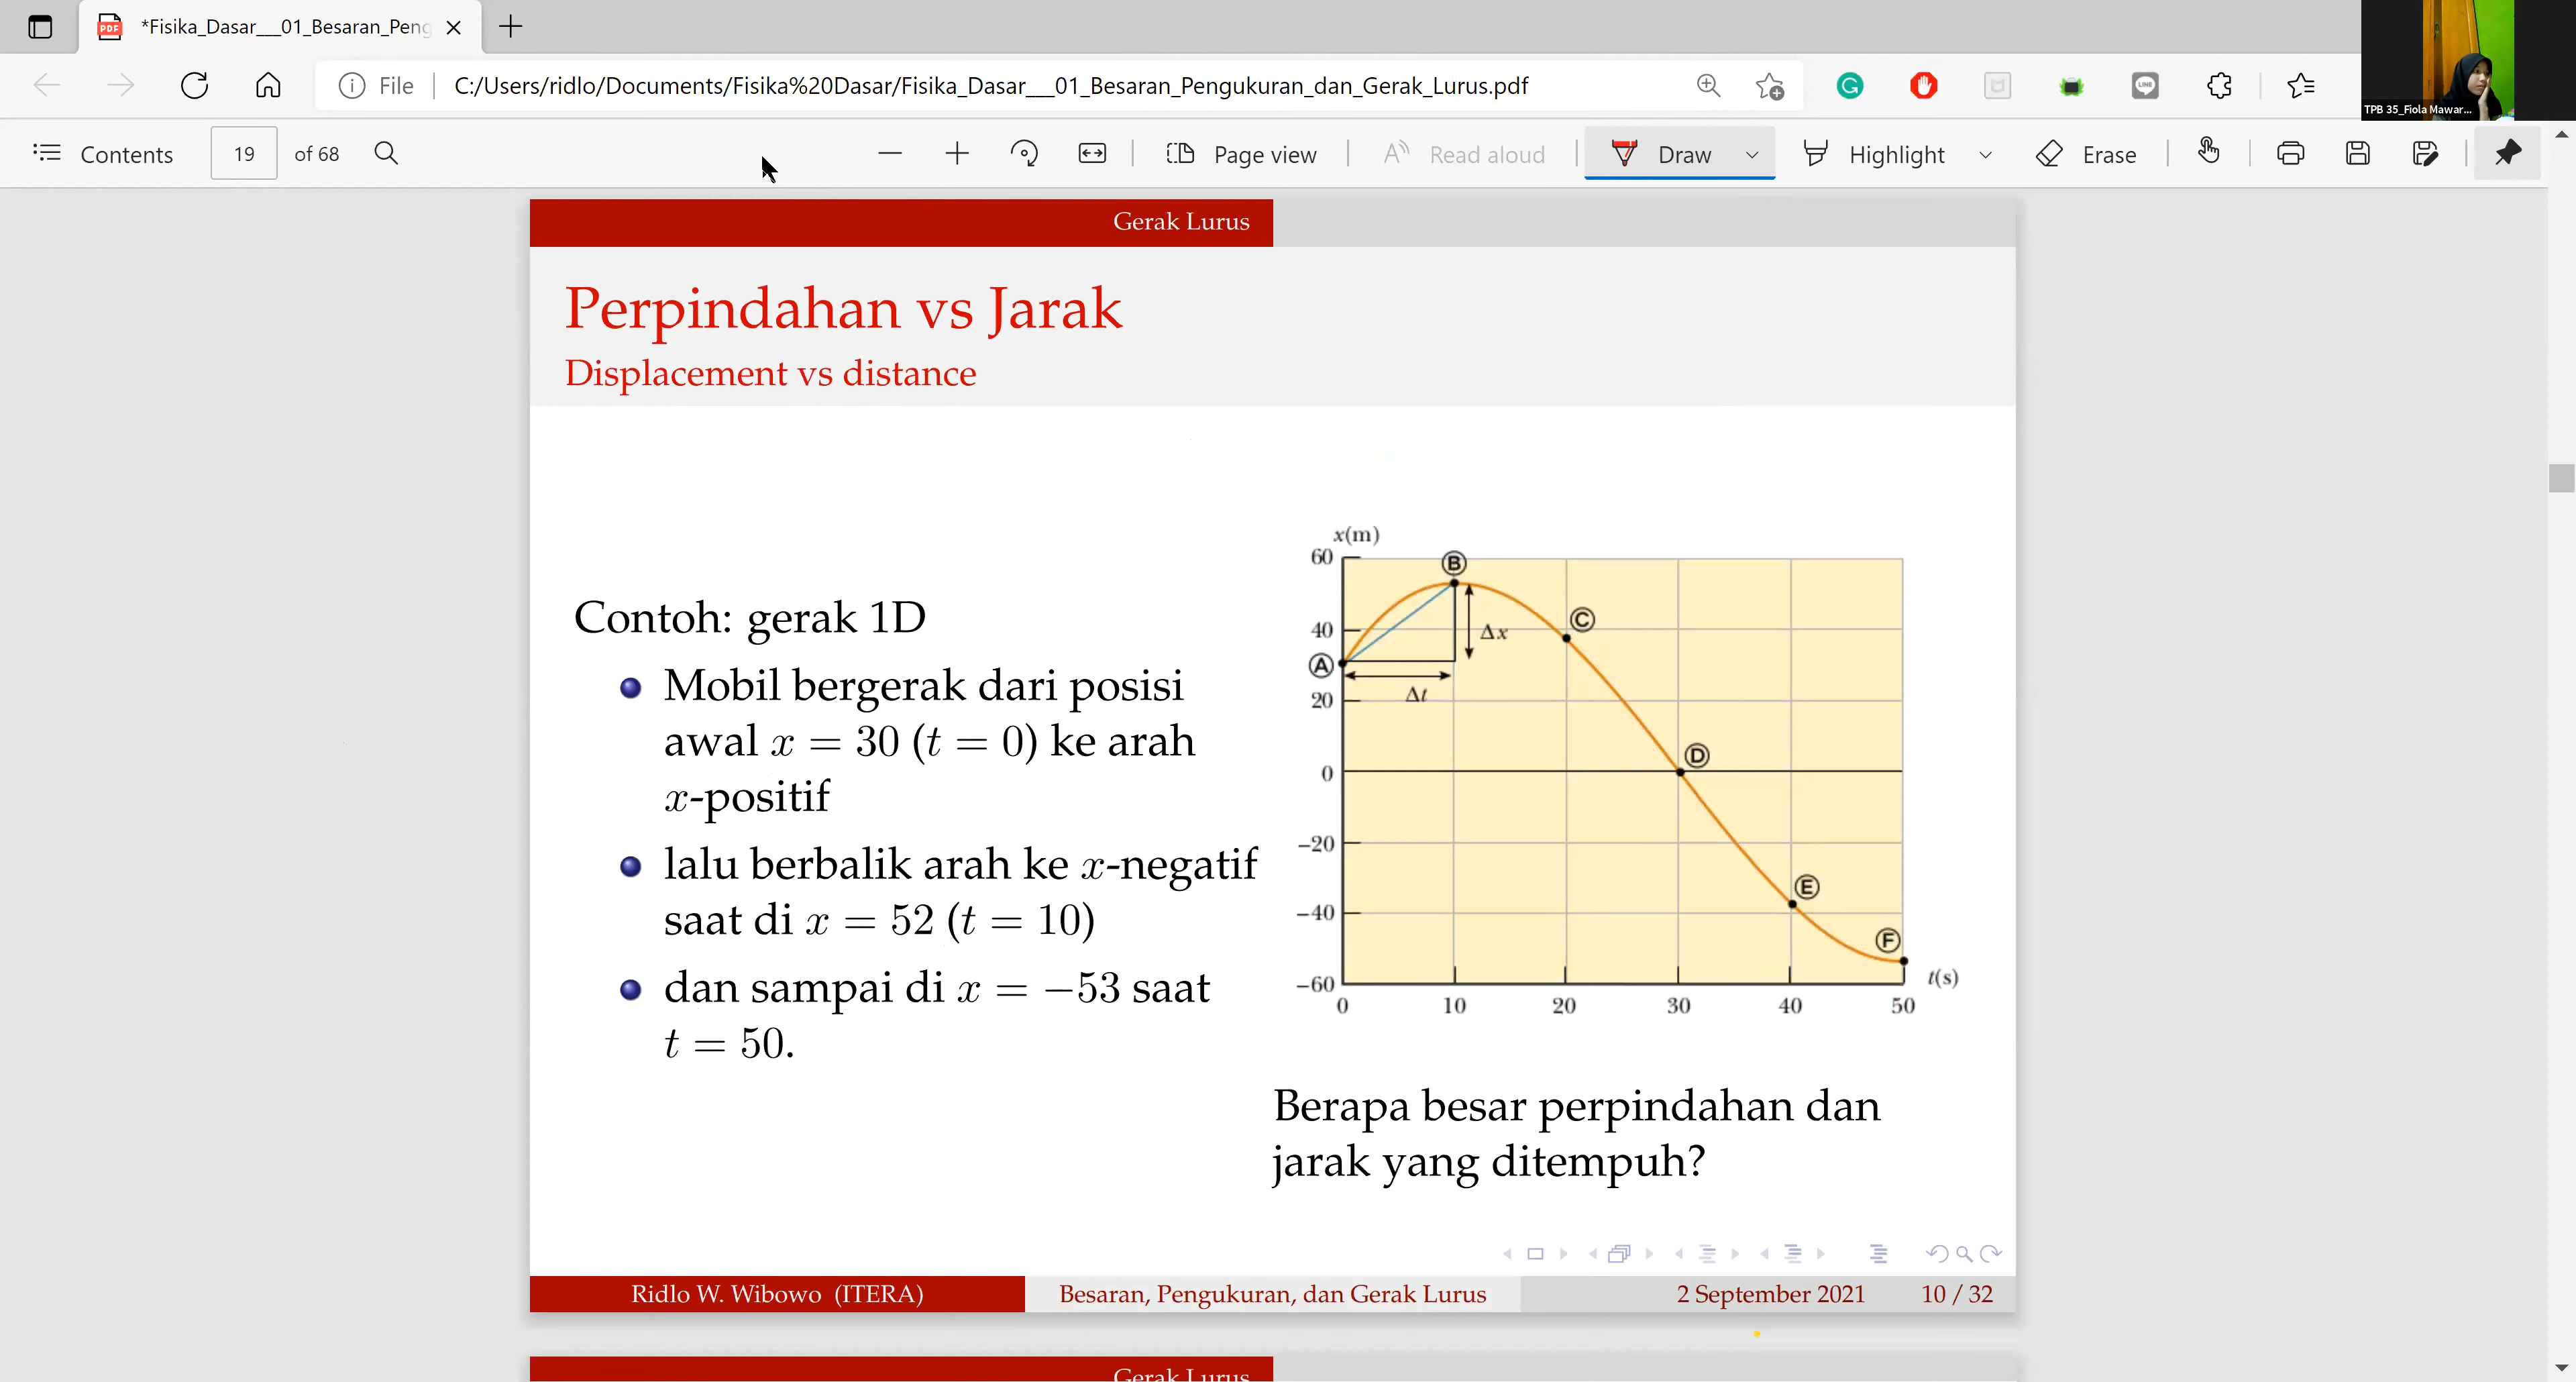 *Fisika_Dasar___01_Besaran_Peng
File
C:/Users/ridlo/Documents/Fisika%20Dasar/Fisika_Dasar___01_Besaran_Pengukuran_dan_Gerak_Lurus.pdf
TPB 35_Fiola Mawar...
Contents 19 of 68
Page view
Read aloud
Draw
Highlight
Erase
Gerak Lurus
Perpindahan vs Jarak
Displacement vs distance
Contoh: gerak 1D
Mobil bergerak dari posisi
awal x = 30 (t = 0) ke arah
x-positif
lalu berbalik arah ke x-negatif
saat di x = 52 (t = 10)
dan sampai di x = −53 saat
t = 50.
x(m)
60
40
20
0
−20
−40
−60
A
B
C
D
E
F
Δx
Δt
0 10 20 30 40 50
t(s)
Berapa besar perpindahan dan
jarak yang ditempuh?
Ridlo W. Wibowo (ITERA)
Besaran, Pengukuran, dan Gerak Lurus
2 September 2021
10 / 32
Gerak Lurus